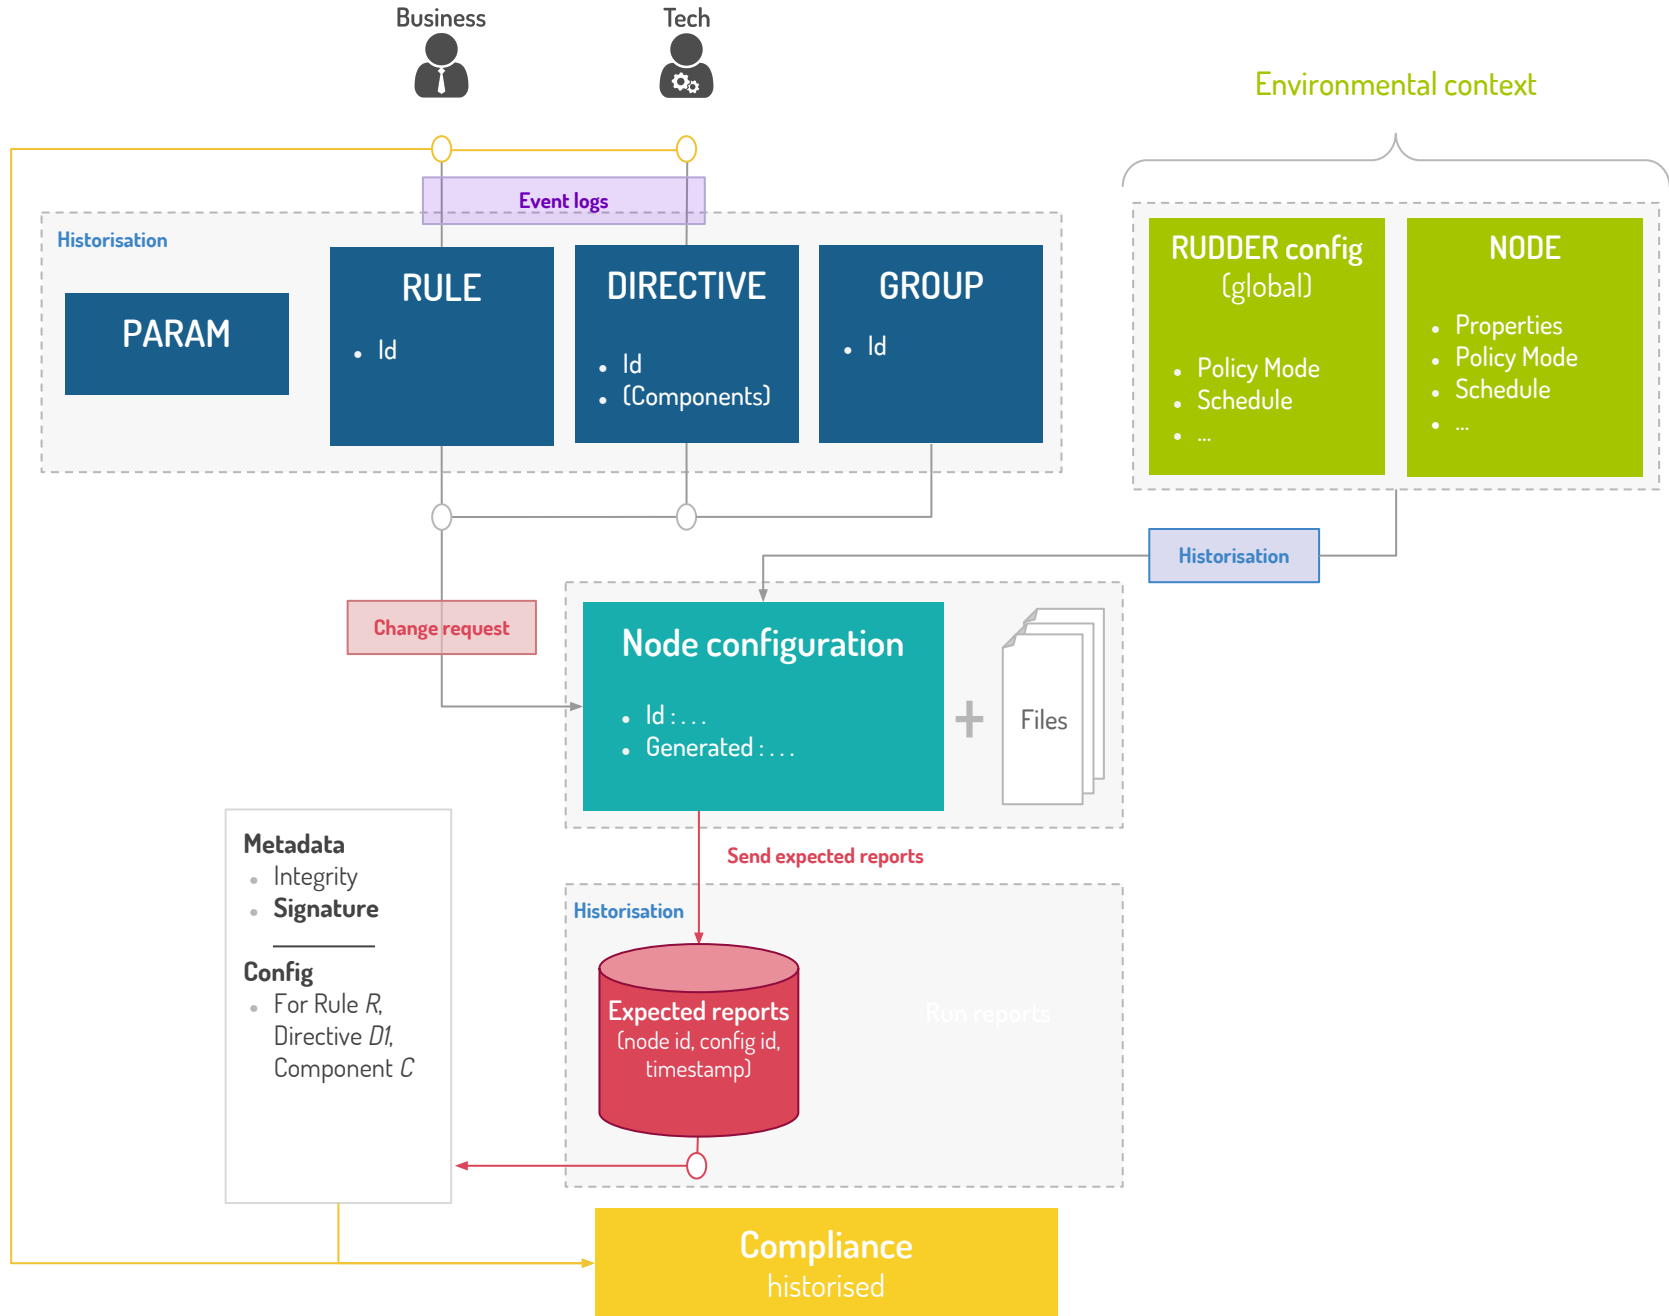 Business
Tech
Environmental context
Event logs
Historisation
PARAM
RULE
• Id
DIRECTIVE
• Id
• (Components)
GROUP
• Id
RUDDER config
(global)
• Policy Mode
• Schedule
• ...
NODE
• Properties
• Policy Mode
• Schedule
• ...
Historisation
Change request
Node configuration
• Id : . . .
• Generated : . . .
+
Files
Send expected reports
Metadata
• Integrity
• Signature
Config
• For Rule R,
Directive D1,
Component C
Historisation
Expected reports
(node id, config id,
timestamp)
Run reports
Compliance
historised